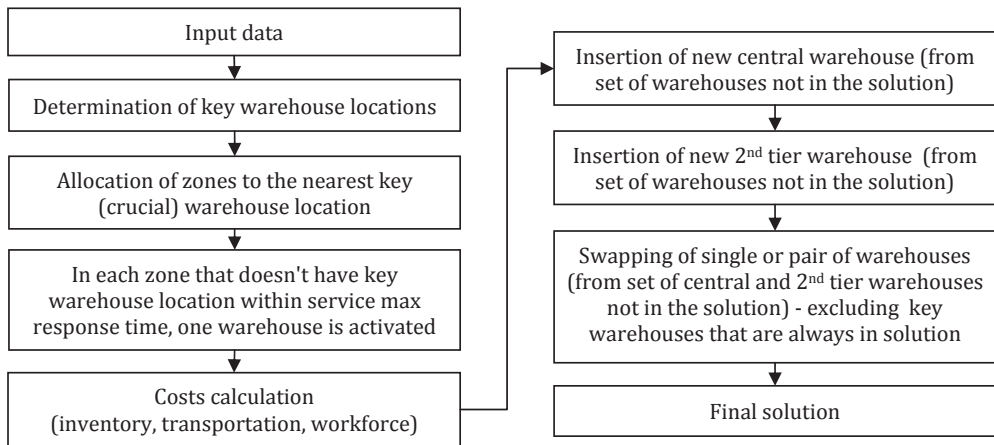 Input data
Determination of key warehouse locations
Allocation of zones to the nearest key
(crucial) warehouse location
In each zone that doesn't have key
warehouse location within service max
response time, one warehouse is activated
Costs calculation
(inventory, transportation, workforce)
Insertion of new central warehouse (from
set of warehouses not in the solution)
Insertion of new 2nd tier warehouse (from
set of warehouses not in the solution)
Swapping of single or pair of warehouses
(from set of central and 2nd tier warehouses
not in the solution) - excluding key
warehouses that are always in solution
Final solution